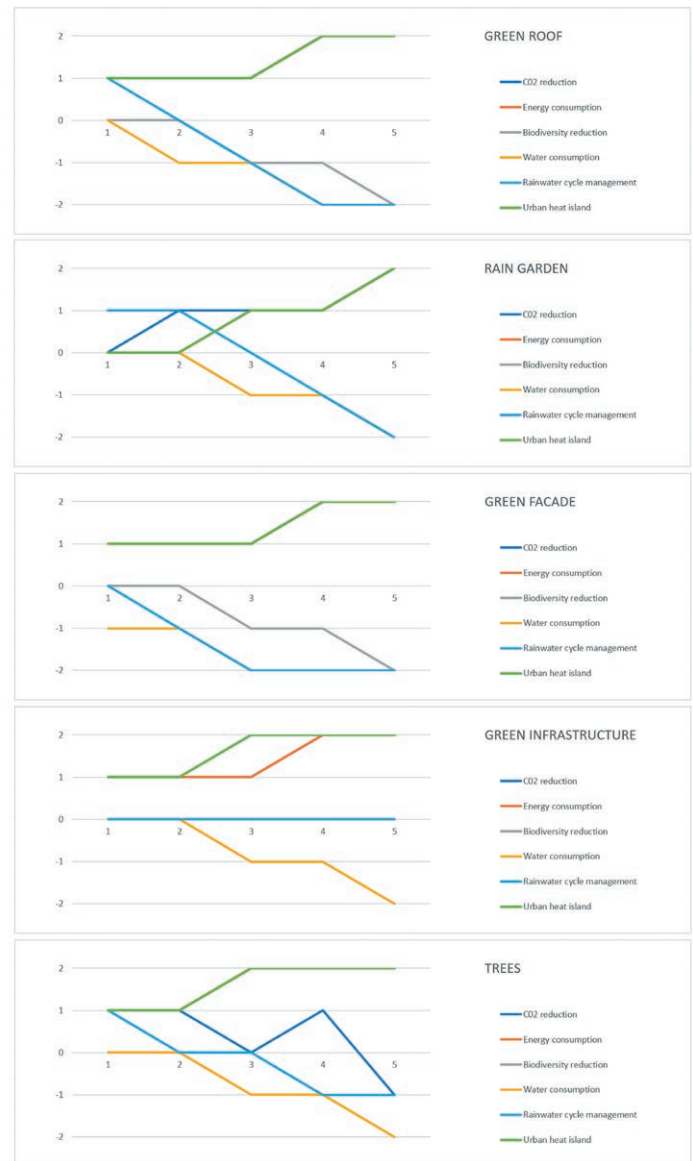 GREEN ROOF
2
1
0
-1
-2
1 2 3 4 5
C02 reduction
Energy consumption
Biodiversity reduction
Water consumption
Rainwater cycle management
Urban heat island
RAIN GARDEN
2
1
0
-1
-2
1 2 3 4 5
C02 reduction
Energy consumption
Biodiversity reduction
Water consumption
Rainwater cycle management
Urban heat island
GREEN FACADE
2
1
0
-1
-2
1 2 3 4 5
C02 reduction
Energy consumption
Biodiversity reduction
Water consumption
Rainwater cycle management
Urban heat island
GREEN INFRASTRUCTURE
2
1
0
-1
-2
1 2 3 4 5
C02 reduction
Energy consumption
Biodiversity reduction
Water consumption
Rainwater cycle management
Urban heat island
TREES
2
1
0
-1
-2
1 2 3 4 5
C02 reduction
Energy consumption
Biodiversity reduction
Water consumption
Rainwater cycle management
Urban heat island